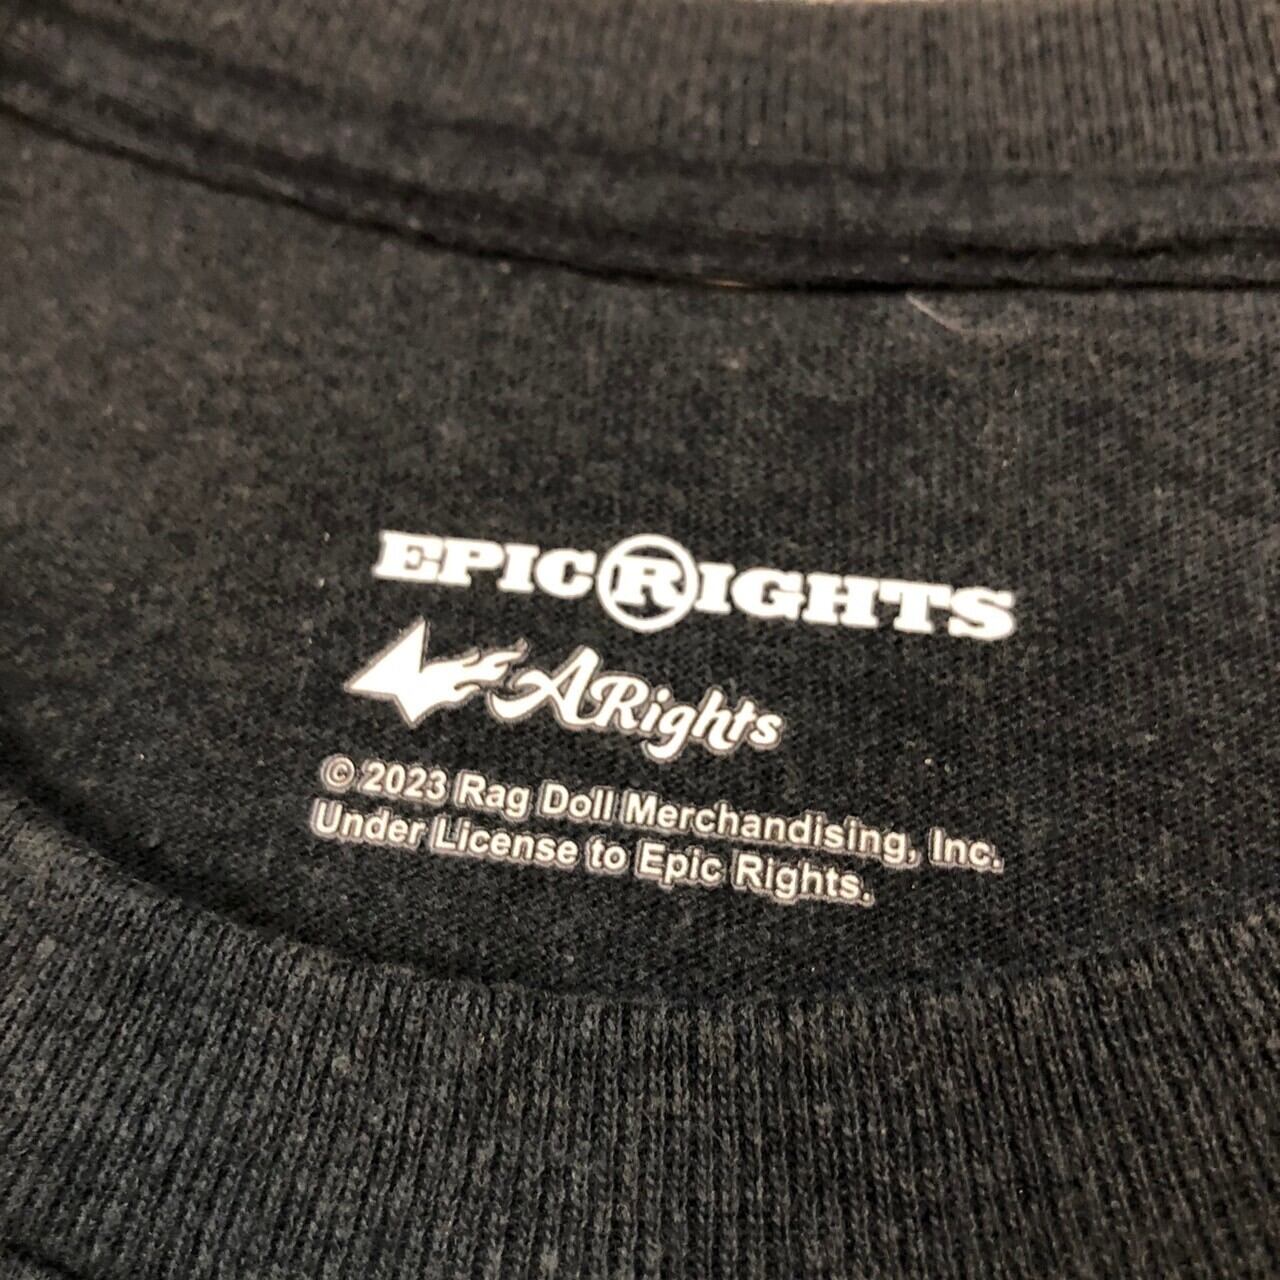 EPIC RIGHTS
ARights
© 2023 Rag Doll Merchandising, Inc.
Under License to Epic Rights.